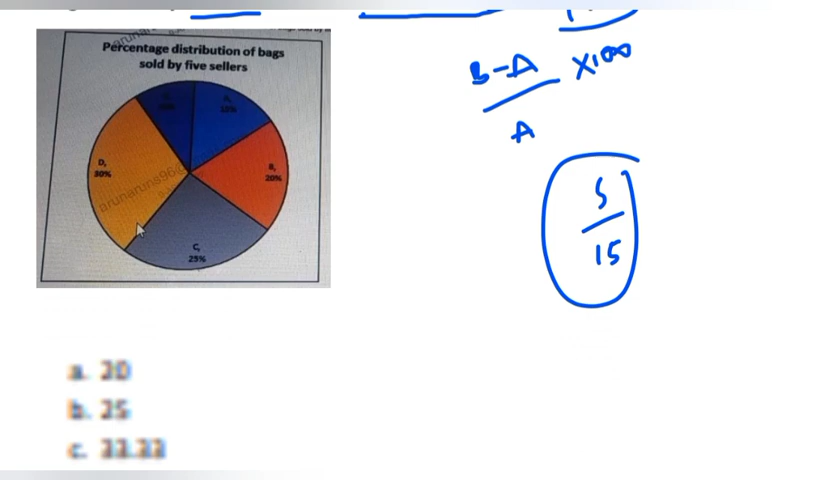 Percentage distribution of bags
sold by five sellers
A,
15%
B,
20%
C,
25%
D,
30%
arunaruns96
B-A
×100
A
5
15
a. 20
b. 25
c. 33.33